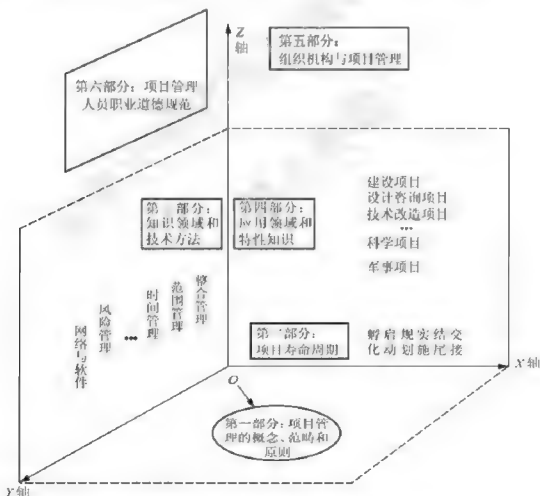 Z
轴
第五部分:
组织机构与项目管理
第六部分: 项目管理
人员职业道德规范
第 部分:
知识领域和
技术方法
第四部分:
应用领域和
特性知识
建设项目
设计咨询项目
技术改造项目
•••
科学项目
军事项目
整合管理
范围管理
时间管理
•••
风险管理
网络与软件
第二部分:
项目寿命周期
孵启规实结交
化动划施尾接
X轴
O
第一部分: 项目管
理的概念、范畴和
原则
Y轴